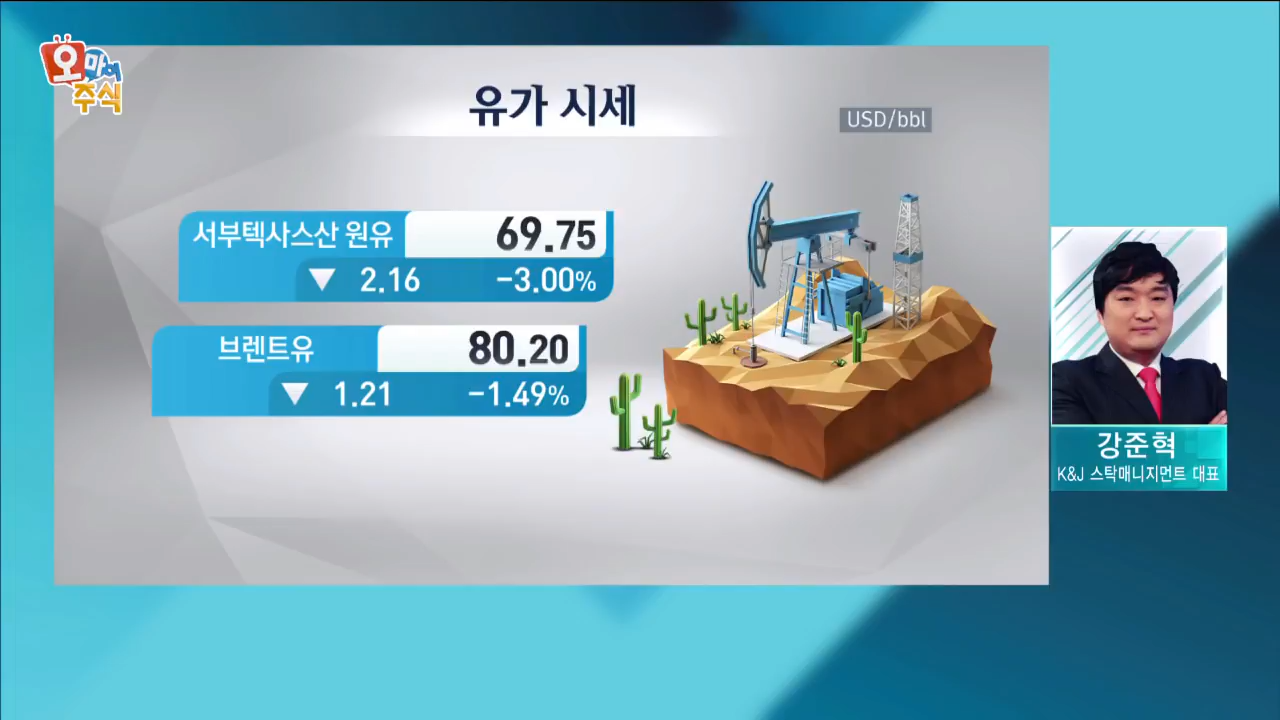 오마이
주식
유가 시세
USD/bbl
서부텍사스산 원유 69.75
▼ 2.16 -3.00%
브렌트유 80.20
▼ 1.21 -1.49%
강준혁
K&J 스탁매니지먼트 대표